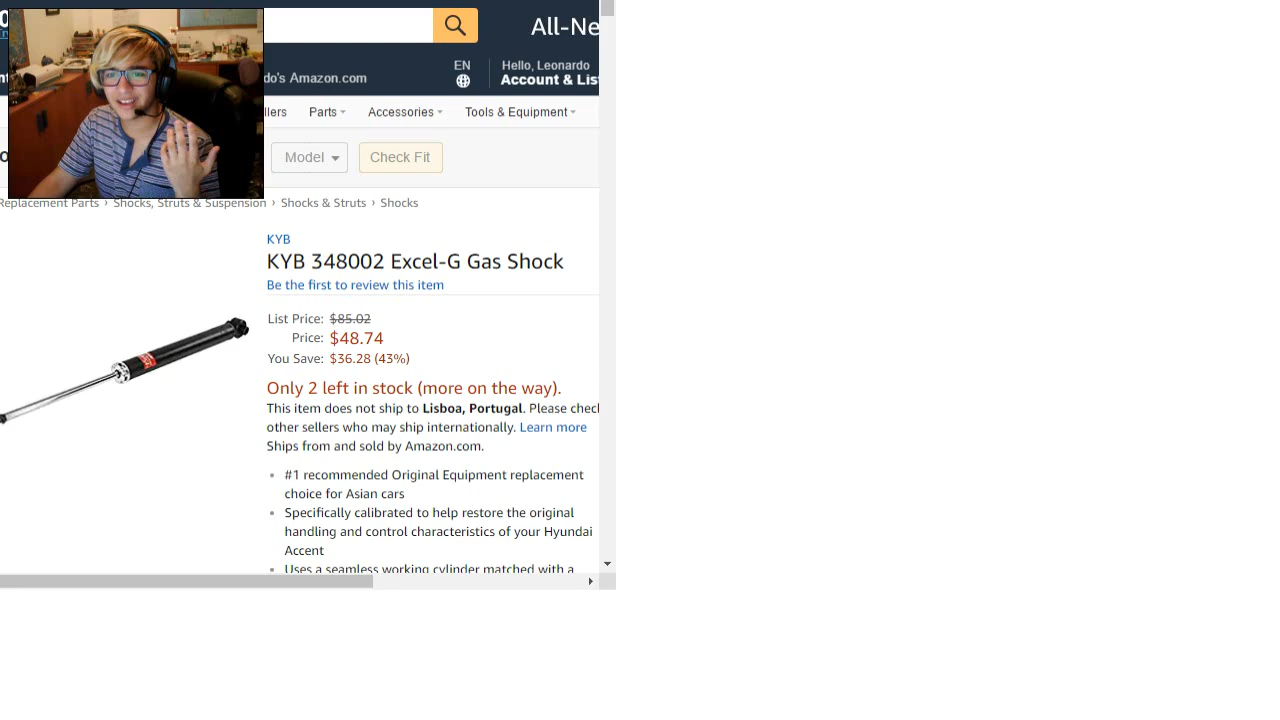 All-Ne
EN
Hello, Leonardo
do's Amazon.com
Account & Lis
llers Parts Accessories Tools & Equipment
Model Check Fit
Replacement Parts › Shocks, Struts & Suspension › Shocks & Struts › Shocks
KYB
KYB 348002 Excel-G Gas Shock
Be the first to review this item
List Price: $85.02
Price: $48.74
You Save: $36.28 (43%)
Only 2 left in stock (more on the way).
This item does not ship to Lisboa, Portugal. Please check
other sellers who may ship internationally. Learn more
Ships from and sold by Amazon.com.
#1 recommended Original Equipment replacement
choice for Asian cars
Specifically calibrated to help restore the original
handling and control characteristics of your Hyundai
Accent
Uses a seamless working cylinder matched with a